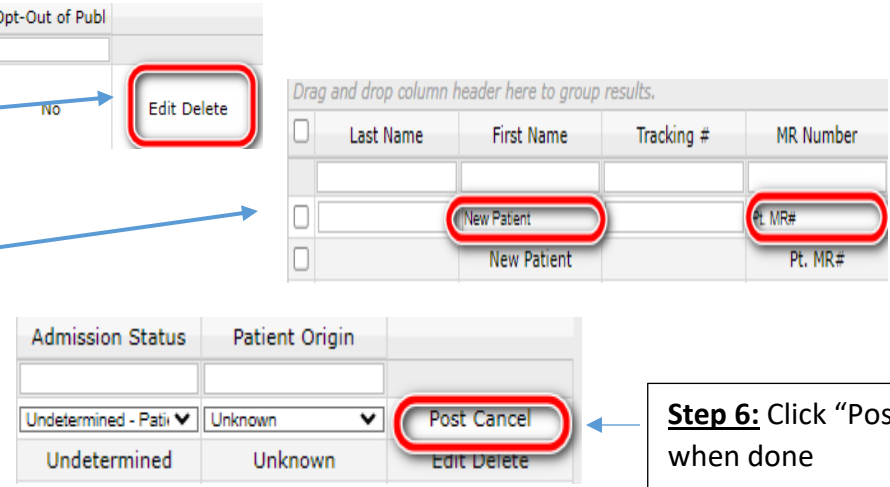 Opt-Out of Publ
No Edit Delete
Drag and drop column header here to group results.
Last Name First Name Tracking # MR Number
New Patient Pt. MR#
New Patient Pt. MR#
Admission Status Patient Origin
Undetermined - Pati Unknown Post Cancel
Undetermined Unknown Edit Delete
Step 6: Click “Pos
when done